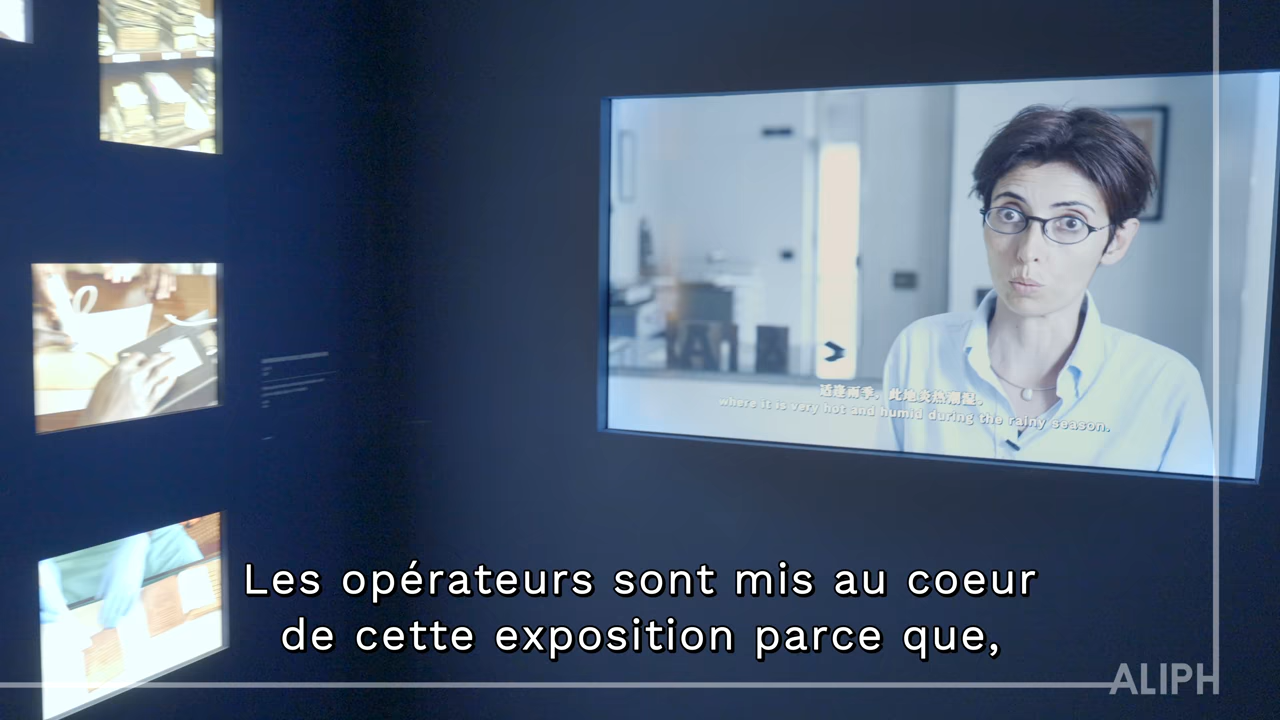 适逢雨季，此地炎热潮湿。
where it is very hot and humid during the rainy season.
Les opérateurs sont mis au coeur
de cette exposition parce que,
ALIPH